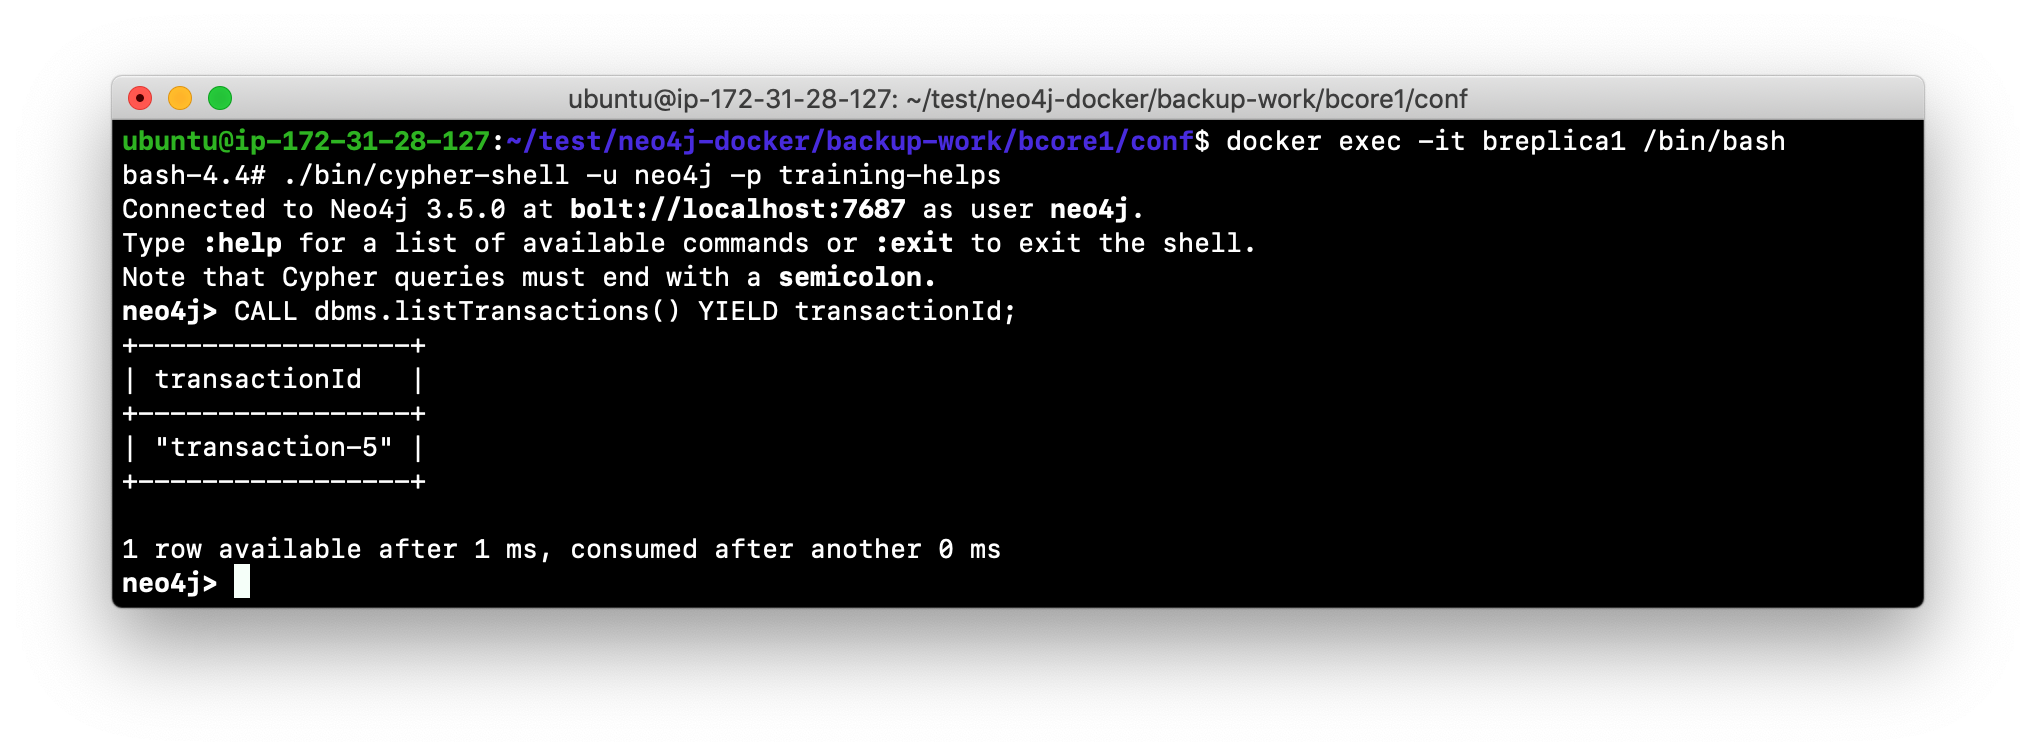 ubuntu@ip-172-31-28-127: ~/test/neo4j-docker/backup-work/bcore1/conf
ubuntu@ip-172-31-28-127:~/test/neo4j-docker/backup-work/bcore1/conf$ docker exec -it breplica1 /bin/bash
bash-4.4# ./bin/cypher-shell -u neo4j -p training-helps
Connected to Neo4j 3.5.0 at bolt://localhost:7687 as user neo4j.
Type :help for a list of available commands or :exit to exit the shell.
Note that Cypher queries must end with a semicolon.
neo4j> CALL dbms.listTransactions() YIELD transactionId;
+-----------------+
| transactionId   |
+-----------------+
| "transaction-5" |
+-----------------+
1 row available after 1 ms, consumed after another 0 ms
neo4j>